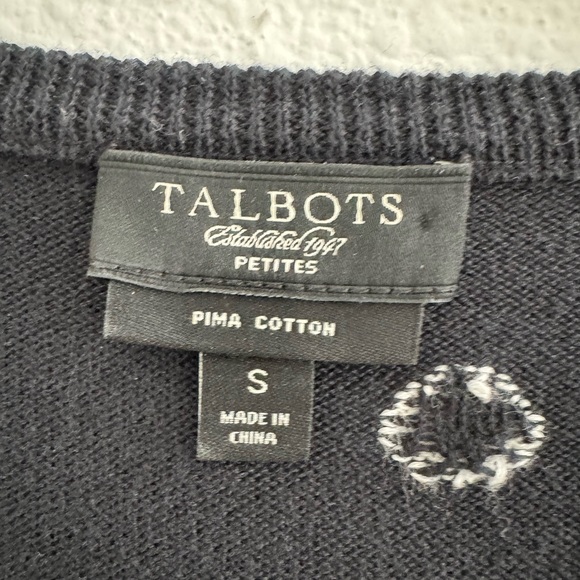 TALBOTS
Established 1947
PETITES
PIMA COTTON
S
MADE IN
CHINA